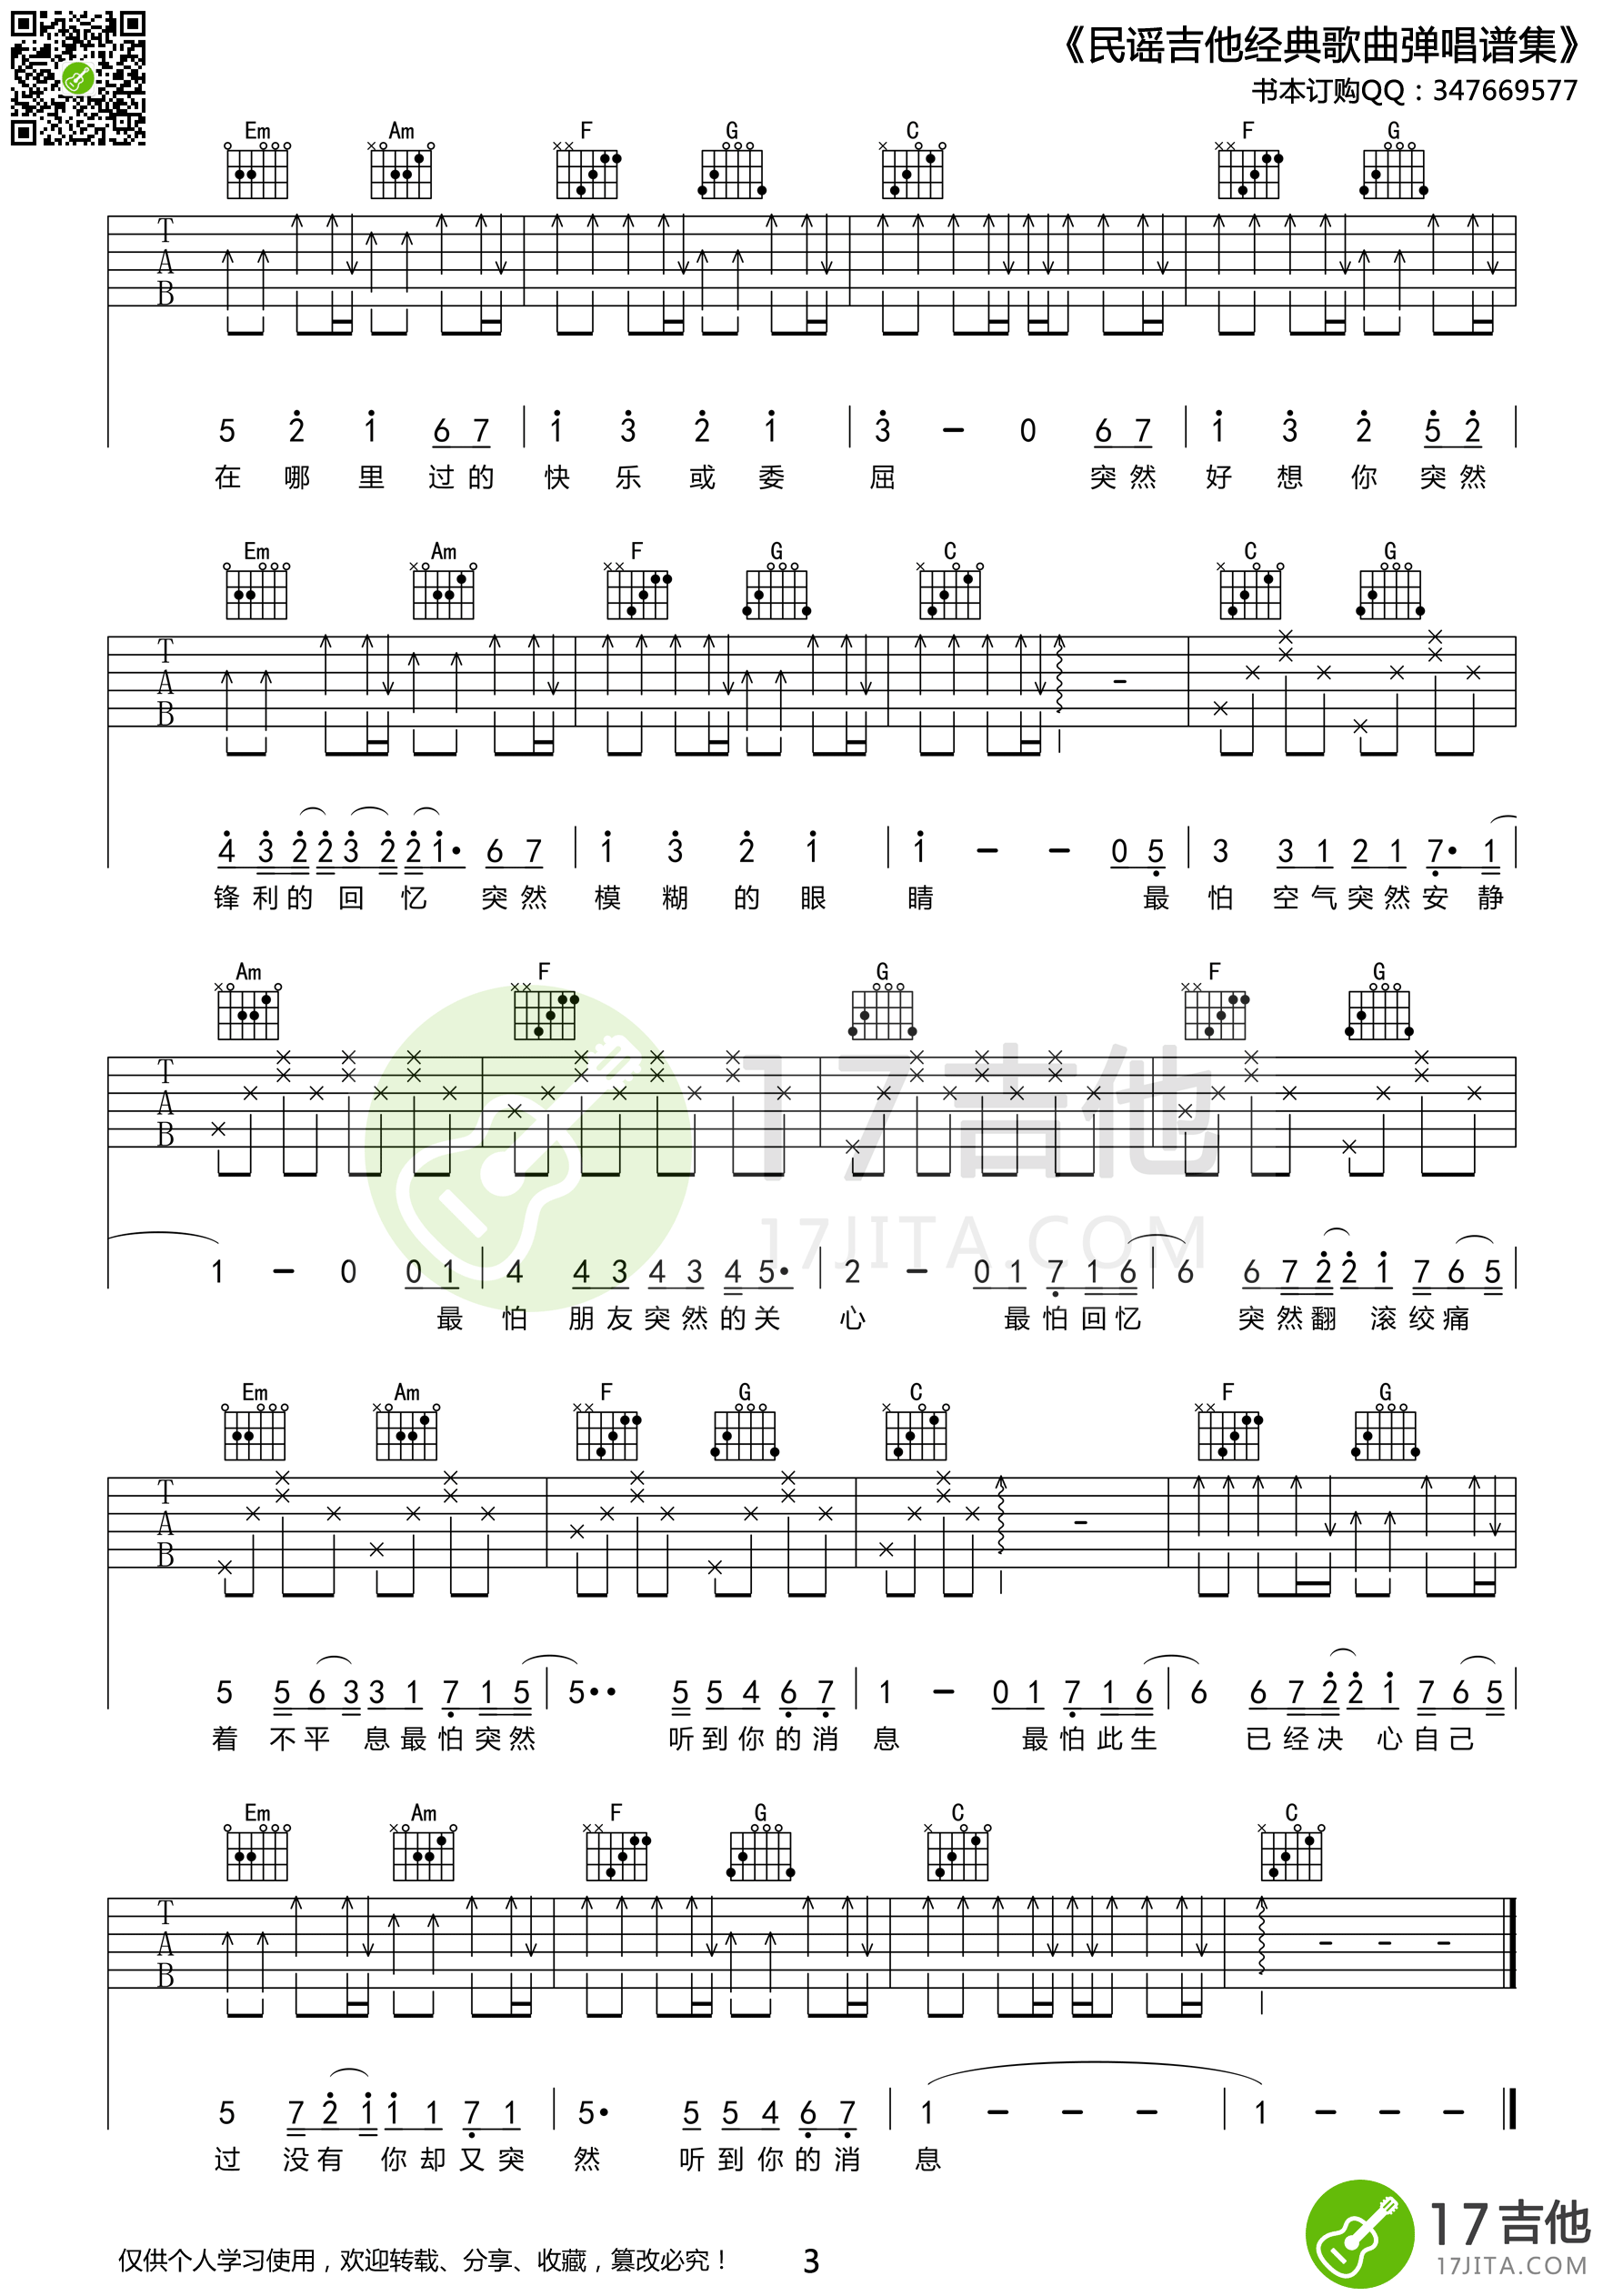 《民谣吉他经典歌曲弹唱谱集》
书本订购QQ：347669577
Em Am F G C F G
T
A
B
5 2 1 6 7 1 3 2 1 3 - 0 6 7 1 3 2 5 2
在哪里过的快乐或委屈 突然好想你突然
Em Am F G C C G
T
A
B
4 3 2 2 3 2 2 1· 6 7 1 3 2 1 1 - - 0 5 3 3 1 2 1 7· 1
锋利的回忆 突然模糊的眼睛 最怕空气突然安静
Am F G F G
T
A
B
1 - 0 0 1 4 4 3 4 3 4 5· 2 - 0 1 7 1 6 6 6 7 2 2 1 7 6 5
最怕朋友突然的关心 最怕回忆 突然翻滚绞痛
17吉他
17JITA.COM
Em Am F G C F G
T
A
B
5 5 6 3 3 1 7 1 5 5·· 5 5 4 6 7 1 - 0 1 7 1 6 6 6 7 2 2 1 7 6 5
着不平息最怕突然 听到你的消息 最怕此生 已经决心自己
Em Am F G C C
T
A
B
5 7 2 1 1 1 7 1 5· 5 5 4 6 7 1 - - - 1 - - -
过没有你却又突然 听到你的消息
仅供个人学习使用，欢迎转载、分享、收藏，篡改必究！
3
17吉他
17JITA.COM